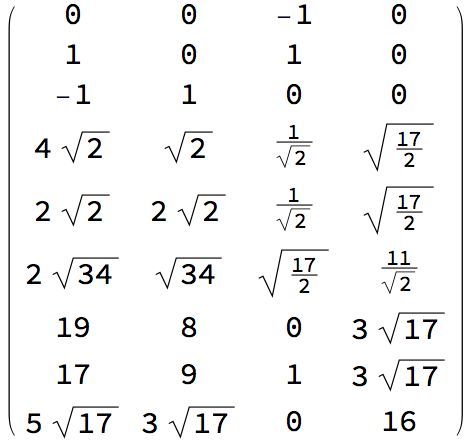 0 0 −1 0
1 0 1 0
−1 1 0 0
4√2 √2 1/√2 √(17/2)
2√2 2√2 1/√2 √(17/2)
2√34 √34 √(17/2) 11/√2
19 8 0 3√17
17 9 1 3√17
5√17 3√17 0 16